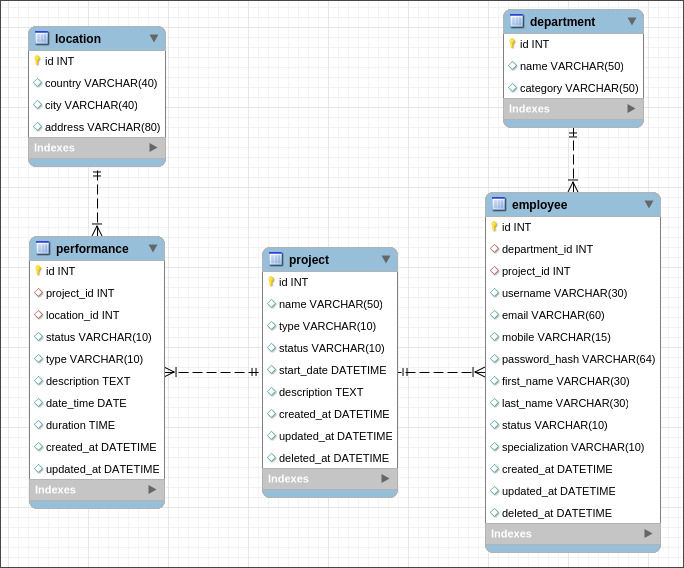 location
id INT
country VARCHAR(40)
city VARCHAR(40)
address VARCHAR(80)
Indexes
department
id INT
name VARCHAR(50)
category VARCHAR(50)
Indexes
performance
id INT
project_id INT
location_id INT
status VARCHAR(10)
type VARCHAR(10)
description TEXT
date_time DATE
duration TIME
created_at DATETIME
updated_at DATETIME
Indexes
project
id INT
name VARCHAR(50)
type VARCHAR(10)
status VARCHAR(10)
start_date DATETIME
description TEXT
created_at DATETIME
updated_at DATETIME
deleted_at DATETIME
Indexes
employee
id INT
department_id INT
project_id INT
username VARCHAR(30)
email VARCHAR(60)
mobile VARCHAR(15)
password_hash VARCHAR(64)
first_name VARCHAR(30)
last_name VARCHAR(30)
status VARCHAR(10)
specialization VARCHAR(10)
created_at DATETIME
updated_at DATETIME
deleted_at DATETIME
Indexes